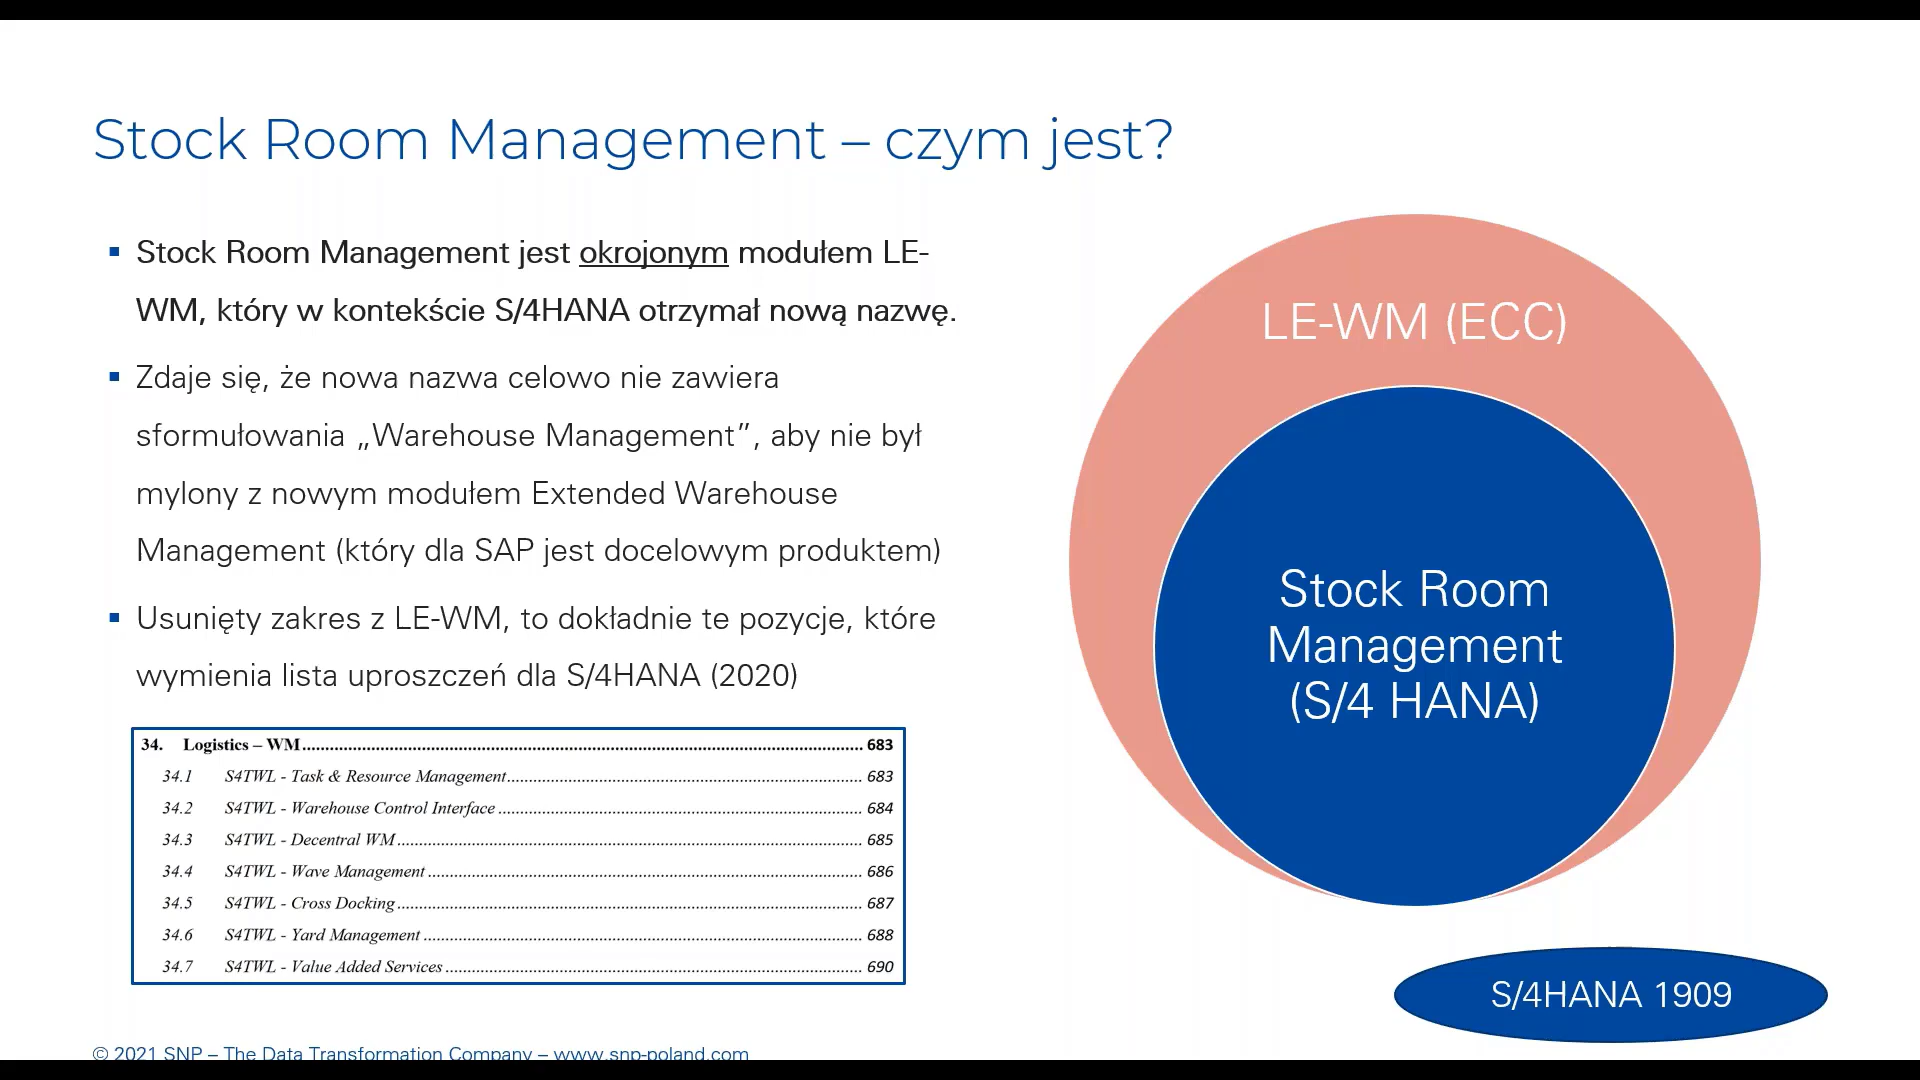 Stock Room Management – czym jest?
▪ Stock Room Management jest okrojonym modułem LE-
WM, który w kontekście S/4HANA otrzymał nową nazwę.
▪ Zdaje się, że nowa nazwa celowo nie zawiera
sformułowania „Warehouse Management”, aby nie był
mylony z nowym modułem Extended Warehouse
Management (który dla SAP jest docelowym produktem)
▪ Usunięty zakres z LE-WM, to dokładnie te pozycje, które
wymienia lista uproszczeń dla S/4HANA (2020)
34. Logistics – WM 683
34.1 S4TWL - Task & Resource Management 683
34.2 S4TWL - Warehouse Control Interface 684
34.3 S4TWL - Decentral WM 685
34.4 S4TWL - Wave Management 686
34.5 S4TWL - Cross Docking 687
34.6 S4TWL - Yard Management 688
34.7 S4TWL - Value Added Services 690
LE-WM (ECC)
Stock Room
Management
(S/4 HANA)
S/4HANA 1909
© 2021 SNP – The Data Transformation Company – www.snp-poland.com